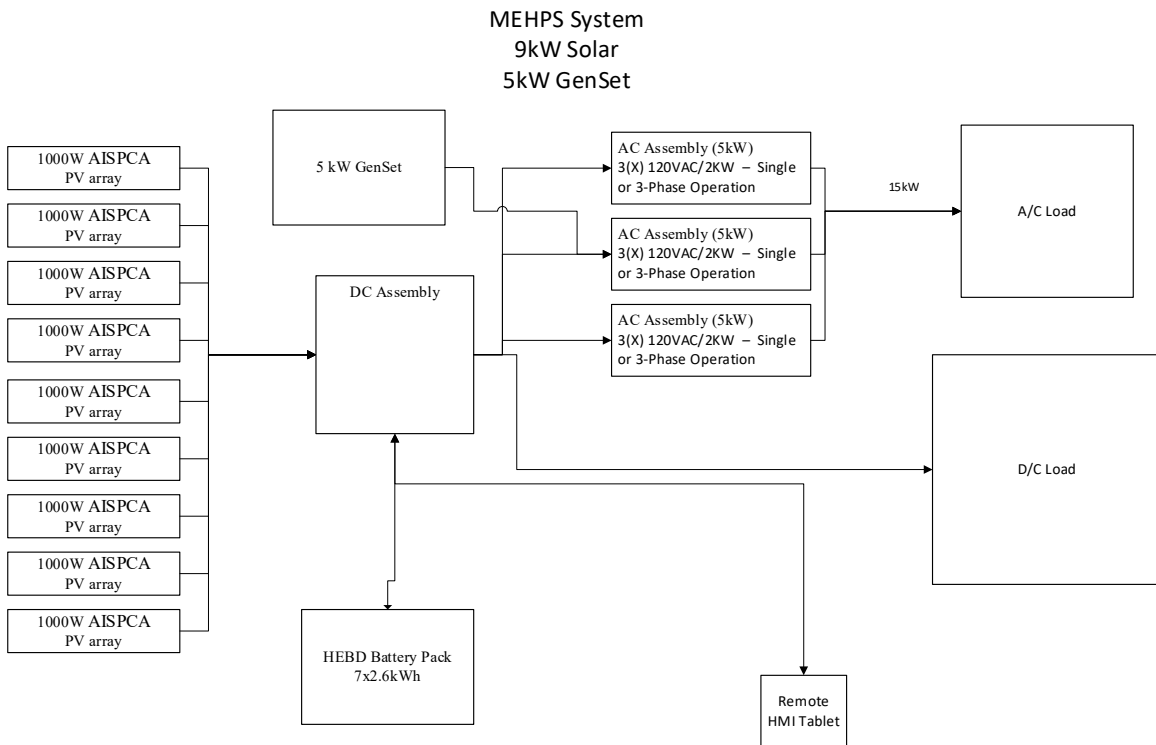 MEHPS System
9kW Solar
5kW GenSet
1000W AISPCA
PV array
1000W AISPCA
PV array
1000W AISPCA
PV array
1000W AISPCA
PV array
1000W AISPCA
PV array
1000W AISPCA
PV array
1000W AISPCA
PV array
1000W AISPCA
PV array
1000W AISPCA
PV array
5 kW GenSet
DC Assembly
HEBD Battery Pack
7x2.6kWh
AC Assembly (5kW)
3(X) 120VAC/2KW – Single
or 3-Phase Operation
AC Assembly (5kW)
3(X) 120VAC/2KW – Single
or 3-Phase Operation
AC Assembly (5kW)
3(X) 120VAC/2KW – Single
or 3-Phase Operation
15kW
A/C Load
D/C Load
Remote
HMI Tablet